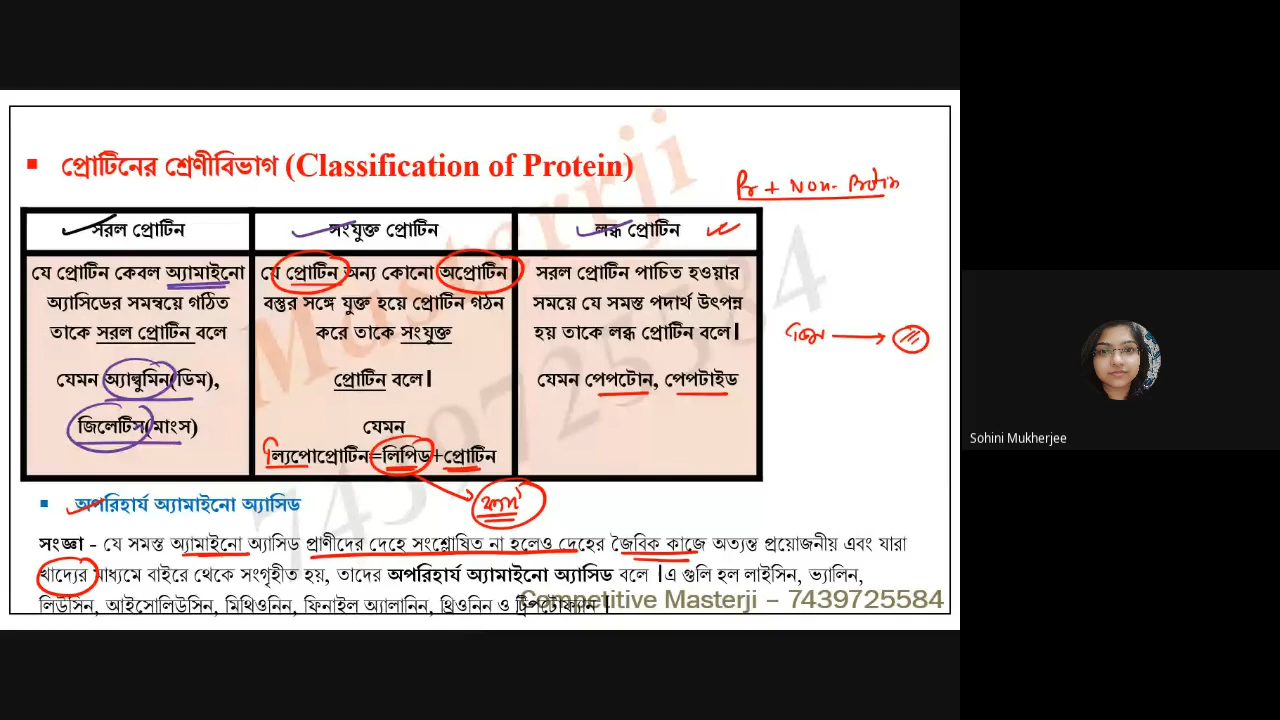 ▪ প্রোটিনের শ্রেণীবিভাগ (Classification of Protein)
Pr + Non-Protin
সরল প্রোটিন
সংযুক্ত প্রোটিন
লব্ধ প্রোটিন
যে প্রোটিন কেবল অ্যামাইনো
অ্যাসিডের সমন্বয়ে গঠিত
তাকে সরল প্রোটিন বলে
যেমন অ্যাল্বুমিন(ডিম),
জিলেটিস(মাংস)
যে প্রোটিন অন্য কোনো অপ্রোটিন
বস্তুর সঙ্গে যুক্ত হয়ে প্রোটিন গঠন
করে তাকে সংযুক্ত
প্রোটিন বলে।
যেমন
ল্যিপোপ্রোটিন=লিপিড+প্রোটিন
সরল প্রোটিন পাচিত হওয়ার
সময়ে যে সমস্ত পদার্থ উৎপন্ন
হয় তাকে লব্ধ প্রোটিন বলে।
যেমন পেপটোন, পেপটাইড
▪ অপরিহার্য অ্যামাইনো অ্যাসিড
সংজ্ঞা - যে সমস্ত অ্যামাইনো অ্যাসিড প্রাণীদের দেহে সংশ্লোষিত না হলেও দেহের জৈবিক কাজে অত্যন্ত প্রয়োজনীয় এবং যারা
খাদ্যের মাধ্যমে বাইরে থেকে সংগৃহীত হয়, তাদের অপরিহার্য অ্যামাইনো অ্যাসিড বলে ।এ গুলি হল লাইসিন, ভ্যালিন,
লিউসিন, আইসোলিউসিন, মিথিওনিন, ফিনাইল অ্যালানিন, থ্রিওনিন ও ট্রিপটোফ্যান ।
Competitive Masterji – 7439725584
Masterji
7439725584
Sohini Mukherjee